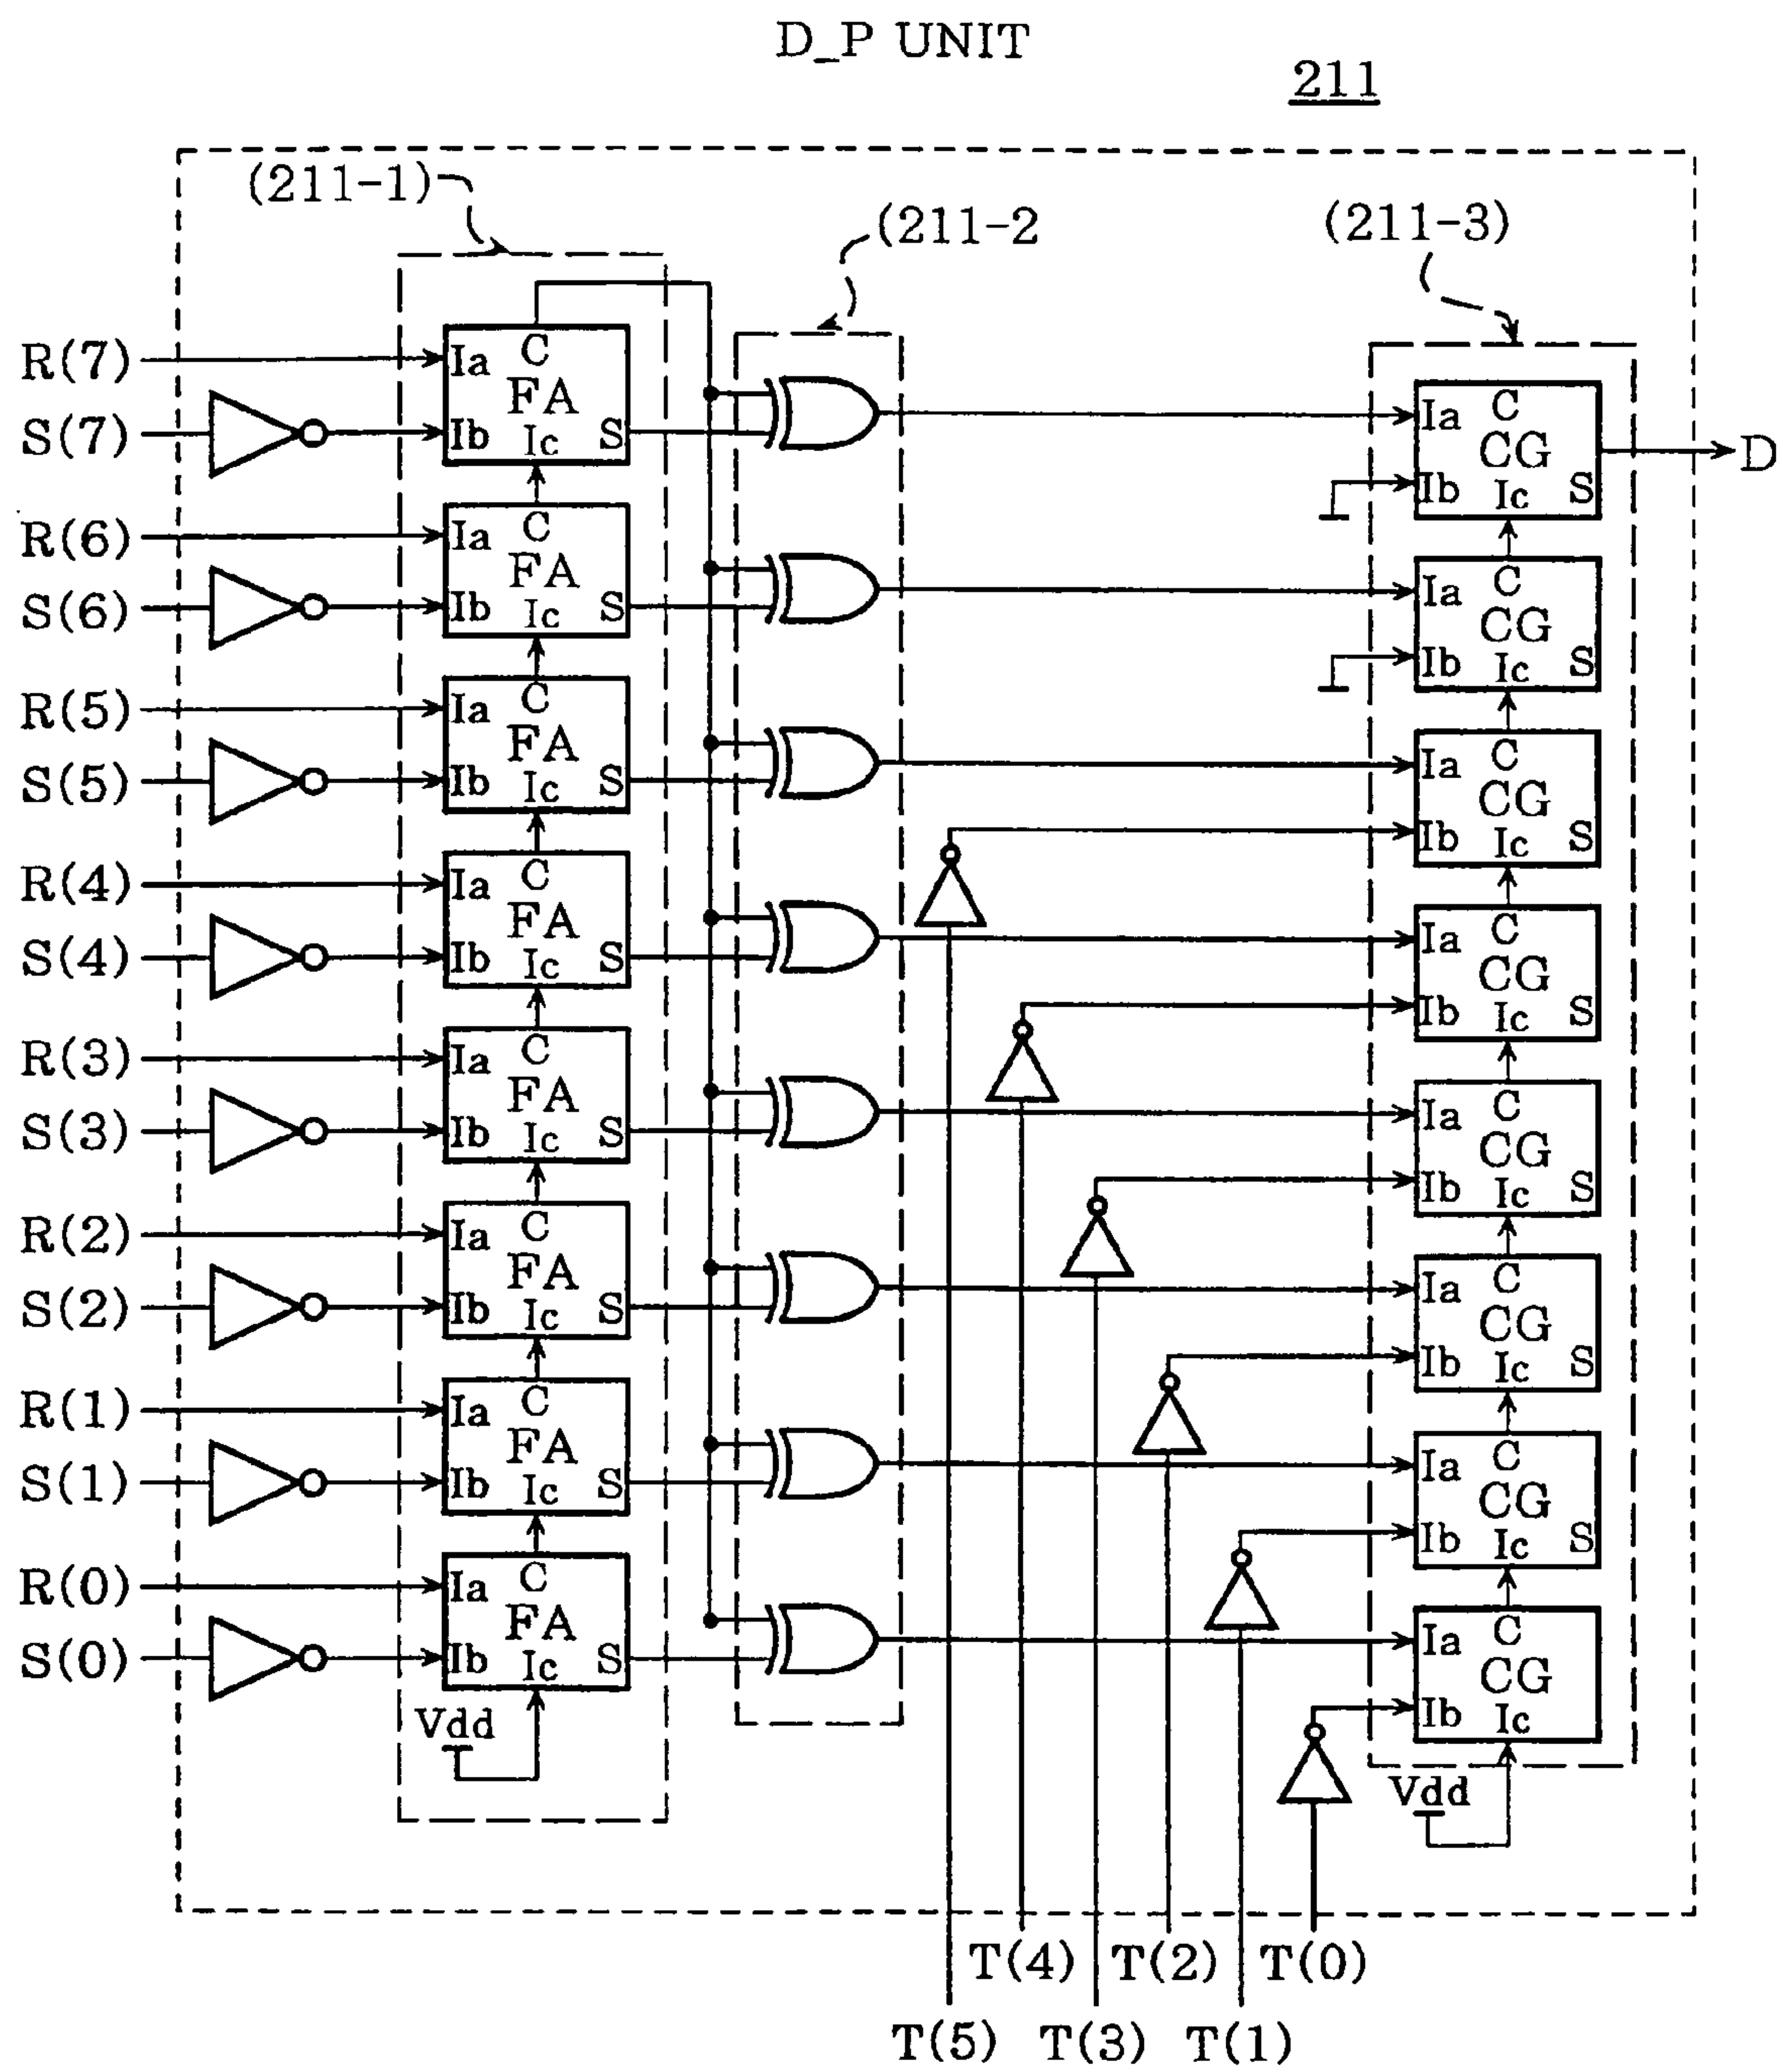 D_P UNIT
211
(211-1)
(211-2
(211-3)
R(7)
S(7)
Ia C
FA
Ib Ic S
Ia C
CG
Ib Ic S
D
R(6)
S(6)
Ia C
FA
Ib Ic S
Ia C
CG
Ib Ic S
R(5)
S(5)
Ia C
FA
Ib Ic S
Ia C
CG
Ib Ic S
R(4)
S(4)
Ia C
FA
Ib Ic S
Ia C
CG
Ib Ic S
R(3)
S(3)
Ia C
FA
Ib Ic S
Ia C
CG
Ib Ic S
R(2)
S(2)
Ia C
FA
Ib Ic S
Ia C
CG
Ib Ic S
R(1)
S(1)
Ia C
FA
Ib Ic S
Ia C
CG
Ib Ic S
R(0)
S(0)
Ia C
FA
Ib Ic S
Ia C
CG
Ib Ic
Vdd
Vdd
T(4) T(2) T(0)
T(5) T(3) T(1)